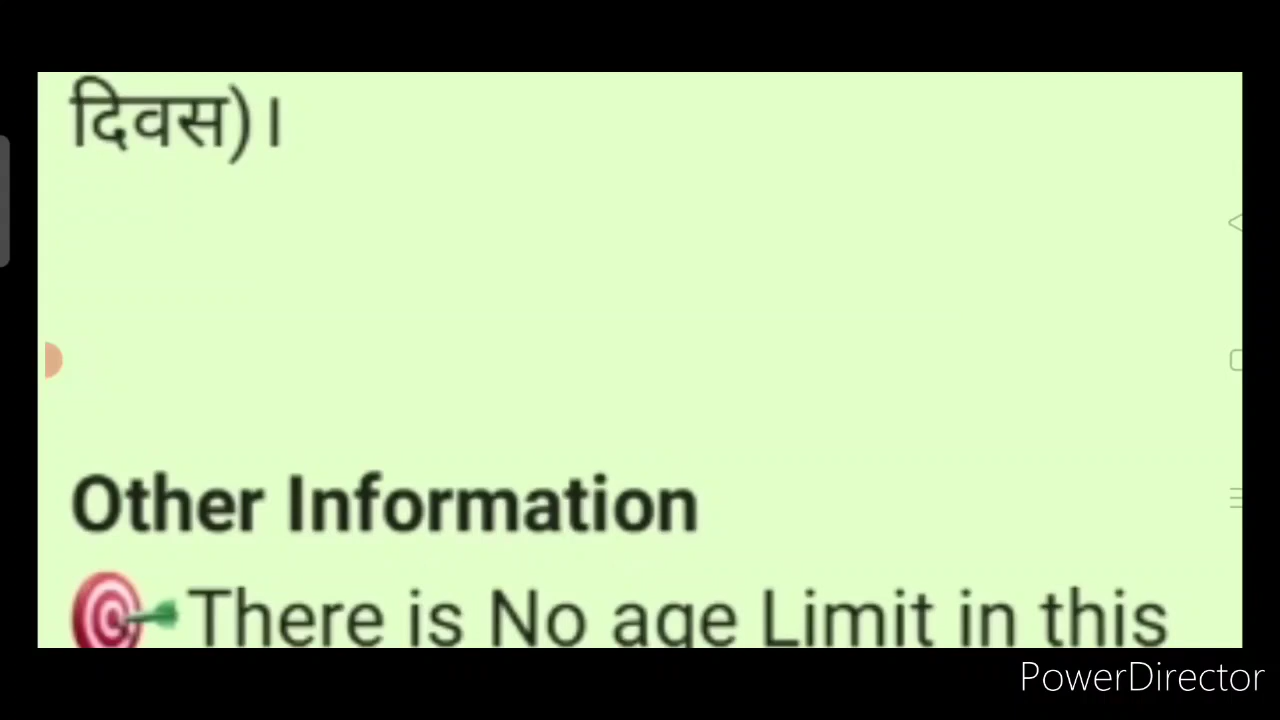 दिवस)।
Other Information
There is No age Limit in this
PowerDirector